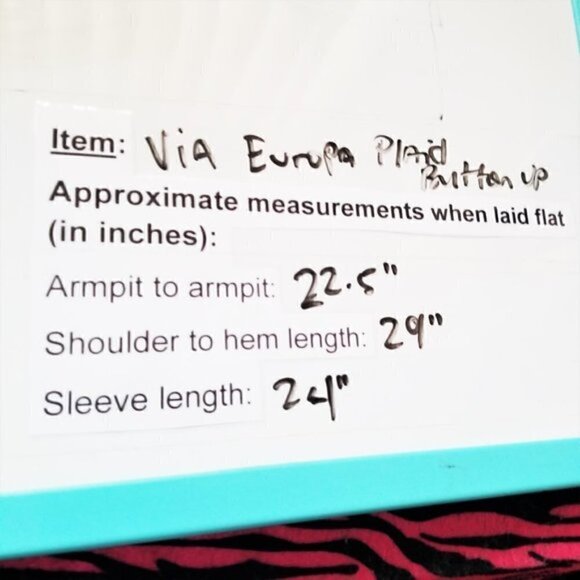 Item: Via Europa Plaid
Button up
Approximate measurements when laid flat
(in inches):
Armpit to armpit: 22.5"
Shoulder to hem length: 29"
Sleeve length: 24"